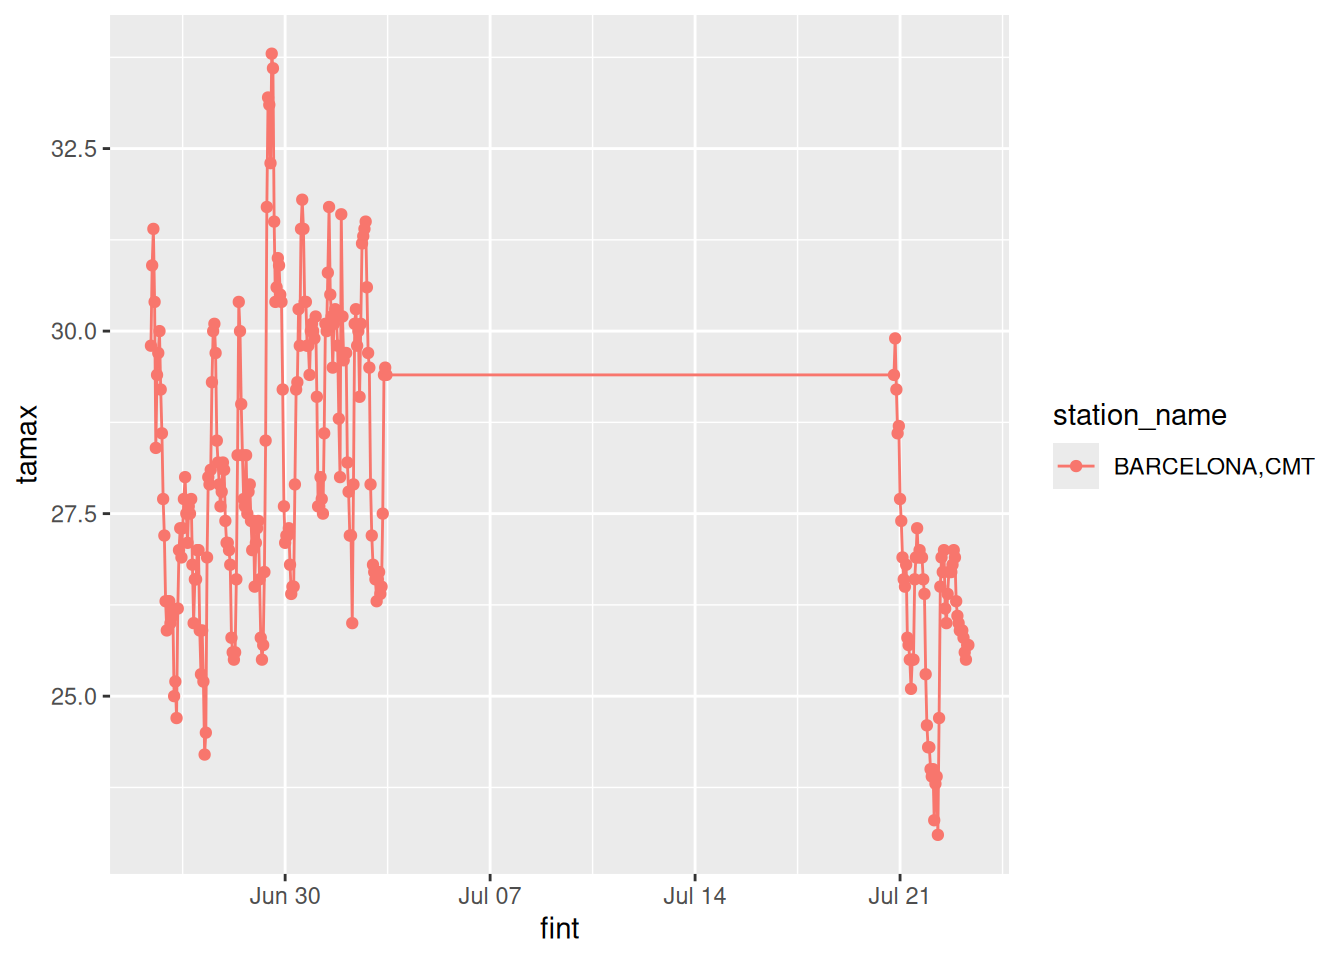 32.5
30.0
27.5
25.0
tamax
Jun 30
Jul 07
Jul 14
Jul 21
fint
station_name
BARCELONA,CMT